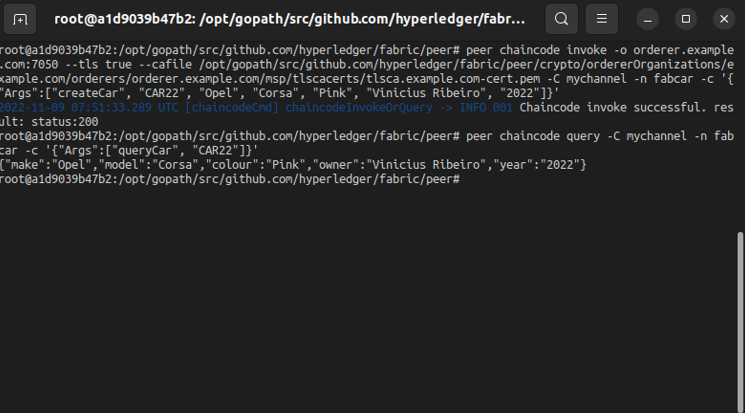 root@a1d9039b47b2: /opt/gopath/src/github.com/hyperledger/fabr...
root@a1d9039b47b2:/opt/gopath/src/github.com/hyperledger/fabric/peer# peer chaincode invoke -o orderer.example
.com:7050 --tls true --cafile /opt/gopath/src/github.com/hyperledger/fabric/peer/crypto/ordererOrganizations/e
xample.com/orderers/orderer.example.com/msp/tlscacerts/tlsca.example.com-cert.pem -C mychannel -n fabcar -c '{
"Args":["createCar", "CAR22", "Opel", "Corsa", "Pink", "Vinicius Ribeiro", "2022"]}'
2022-11-09 07:51:33.289 UTC [chaincodeCmd] chaincodeInvokeOrQuery -> INFO 001 Chaincode invoke successful. res
ult: status:200
root@a1d9039b47b2:/opt/gopath/src/github.com/hyperledger/fabric/peer# peer chaincode query -C mychannel -n fab
car -c '{"Args":["queryCar", "CAR22"]}'
{"make":"Opel","model":"Corsa","colour":"Pink","owner":"Vinicius Ribeiro","year":"2022"}
root@a1d9039b47b2:/opt/gopath/src/github.com/hyperledger/fabric/peer#